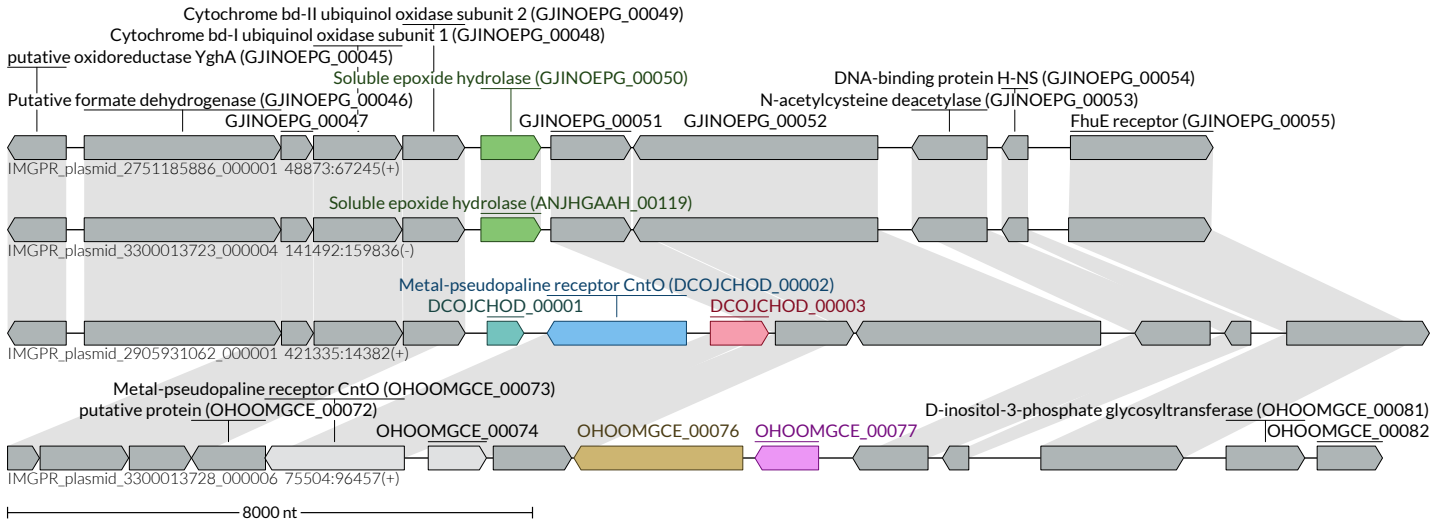 Cytochrome bd-II ubiquinol oxidase subunit 2 (GJINOEPG_00049)
Cytochrome bd-I ubiquinol oxidase subunit 1 (GJINOEPG_00048)
putative oxidoreductase YghA (GJINOEPG_00045)
Soluble epoxide hydrolase (GJINOEPG_00050)
DNA-binding protein H-NS (GJINOEPG_00054)
Putative formate dehydrogenase (GJINOEPG_00046)
N-acetylcysteine deacetylase (GJINOEPG_00053)
GJINOEPG_00047
GJINOEPG_00051
GJINOEPG_00052
FhuE receptor (GJINOEPG_00055)
IMGPR_plasmid_2751185886_000001 48873:67245(+)
Soluble epoxide hydrolase (ANJHGAAH_00119)
IMGPR_plasmid_3300013723_000004 141492:159836(-)
Metal-pseudopaline receptor CntO (DCOJCHOD_00002)
DCOJCHOD_00001
DCOJCHOD_00003
IMGPR_plasmid_2905931062_000001 421335:14382(+)
Metal-pseudopaline receptor CntO (OHOOMGCE_00073)
putative protein (OHOOMGCE_00072)
D-inositol-3-phosphate glycosyltransferase (OHOOMGCE_00081)
OHOOMGCE_00074
OHOOMGCE_00076
OHOOMGCE_00077
OHOOMGCE_00082
IMGPR_plasmid_3300013728_000006 75504:96457(+)
8000 nt